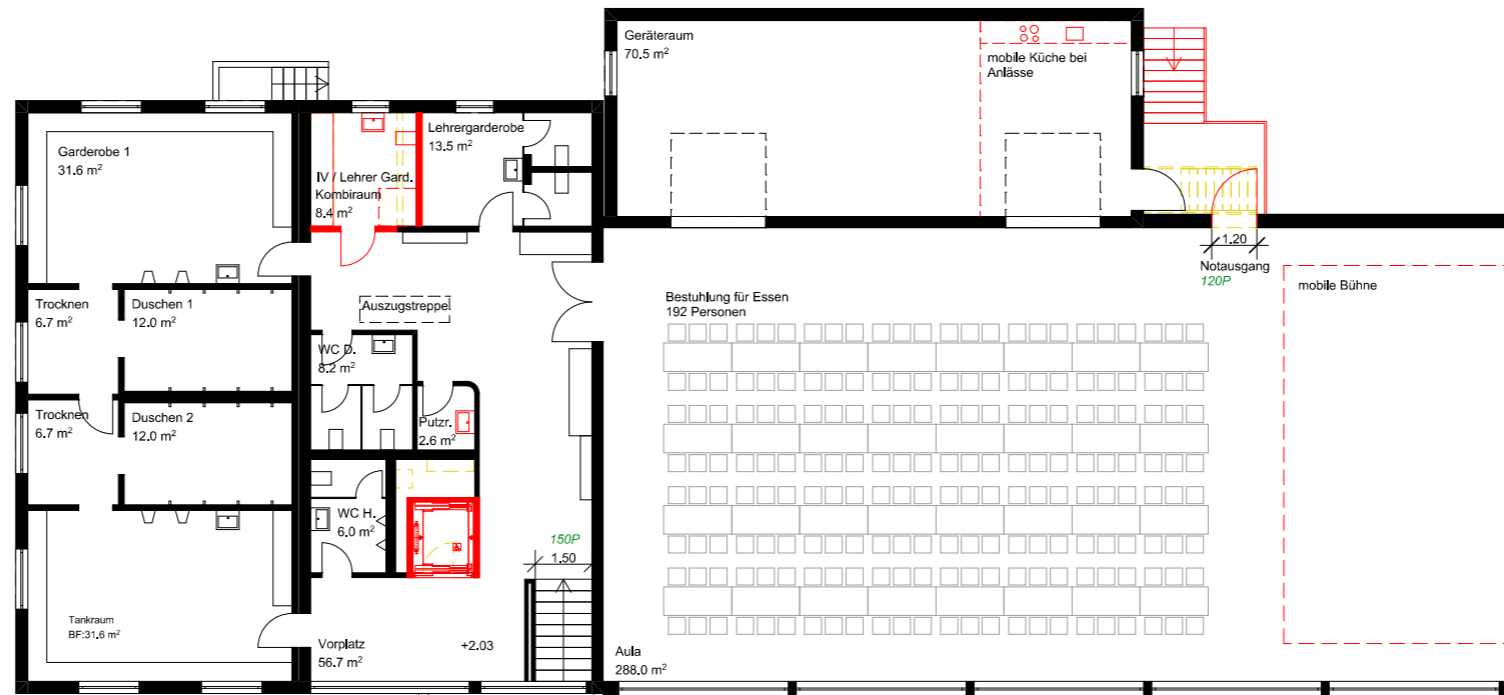 Geräteraum
70.5 m²
mobile Küche bei
Anlässe
Garderobe 1
31.6 m²
IV / Lehrer Gard.
Kombiraum
8.4 m²
Lehrergarderobe
13.5 m²
1.20
Notausgang
120P
mobile Bühne
Trocknen
6.7 m²
Duschen 1
12.0 m²
Auszugstreppe
Bestuhlung für Essen
192 Personen
WC D.
8.2 m²
Trocknen
6.7 m²
Duschen 2
12.0 m²
Putzr.
2.6 m²
WC H.
6.0 m²
150P
1.50
Tankraum
BF:31.6 m²
Vorplatz
56.7 m²
+2.03
Aula
288.0 m²